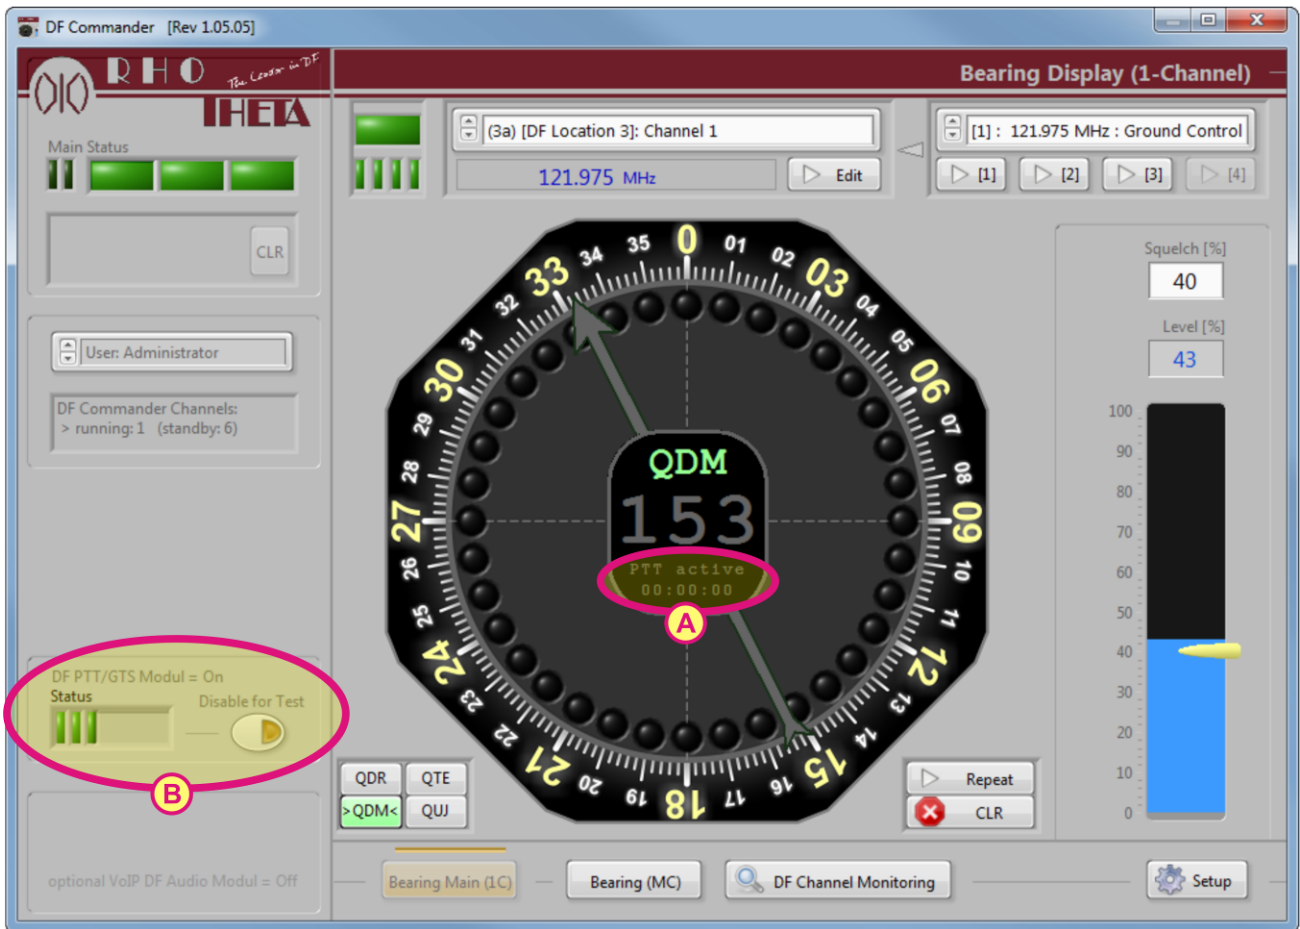 DF Commander [Rev 1.05.05]
RHO
The Leader in DF
THETA
Bearing Display (1-Channel)
Main Status
CLR
(3a) [DF Location 3]: Channel 1
121.975 MHz
Edit
[1] : 121.975 MHz : Ground Control
[1]
[2]
[3]
[4]
User: Administrator
DF Commander Channels:
> running: 1 (standby: 6)
0
01
02
03
04
05
06
07
08
09
10
11
12
13
14
15
16
17
18
19
20
21
22
23
24
25
26
27
28
29
30
31
32
33
34
35
QDM
153
PTT active
00:00:00
A
Squelch [%]
40
Level [%]
43
100
90
80
70
60
50
40
30
20
10
0
DF PTT/GTS Modul = On
Status
Disable for Test
B
QDR
QTE
>QDM<
QUJ
Repeat
CLR
optional VoIP DF Audio Modul = Off
Bearing Main (1C)
Bearing (MC)
DF Channel Monitoring
Setup